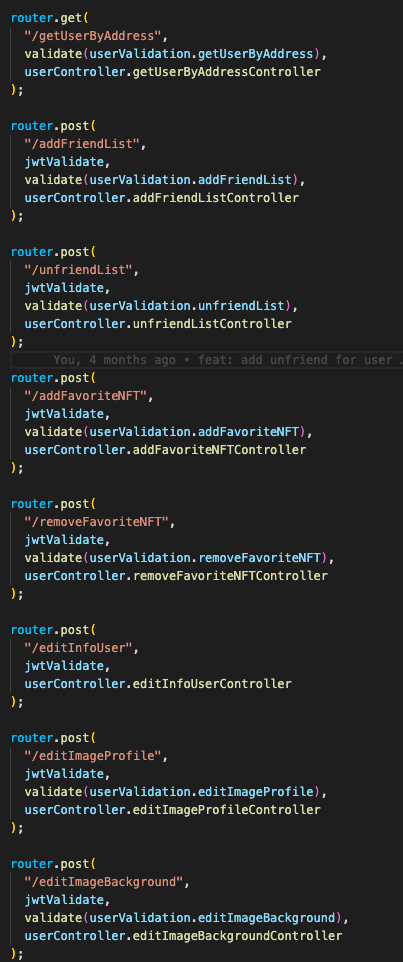 router.get(
"/getUserByAddress",
validate(userValidation.getUserByAddress),
userController.getUserByAddressController
);
router.post(
"/addFriendList",
jwtValidate,
validate(userValidation.addFriendList),
userController.addFriendListController
);
router.post(
"/unfriendList",
jwtValidate,
validate(userValidation.unfriendList),
userController.unfriendListController
);
You, 4 months ago • feat: add unfriend for user …
router.post(
"/addFavoriteNFT",
jwtValidate,
validate(userValidation.addFavoriteNFT),
userController.addFavoriteNFTController
);
router.post(
"/removeFavoriteNFT",
jwtValidate,
validate(userValidation.removeFavoriteNFT),
userController.removeFavoriteNFTController
);
router.post(
"/editInfoUser",
jwtValidate,
userController.editInfoUserController
);
router.post(
"/editImageProfile",
jwtValidate,
validate(userValidation.editImageProfile),
userController.editImageProfileController
);
router.post(
"/editImageBackground",
jwtValidate,
validate(userValidation.editImageBackground),
userController.editImageBackgroundController
);